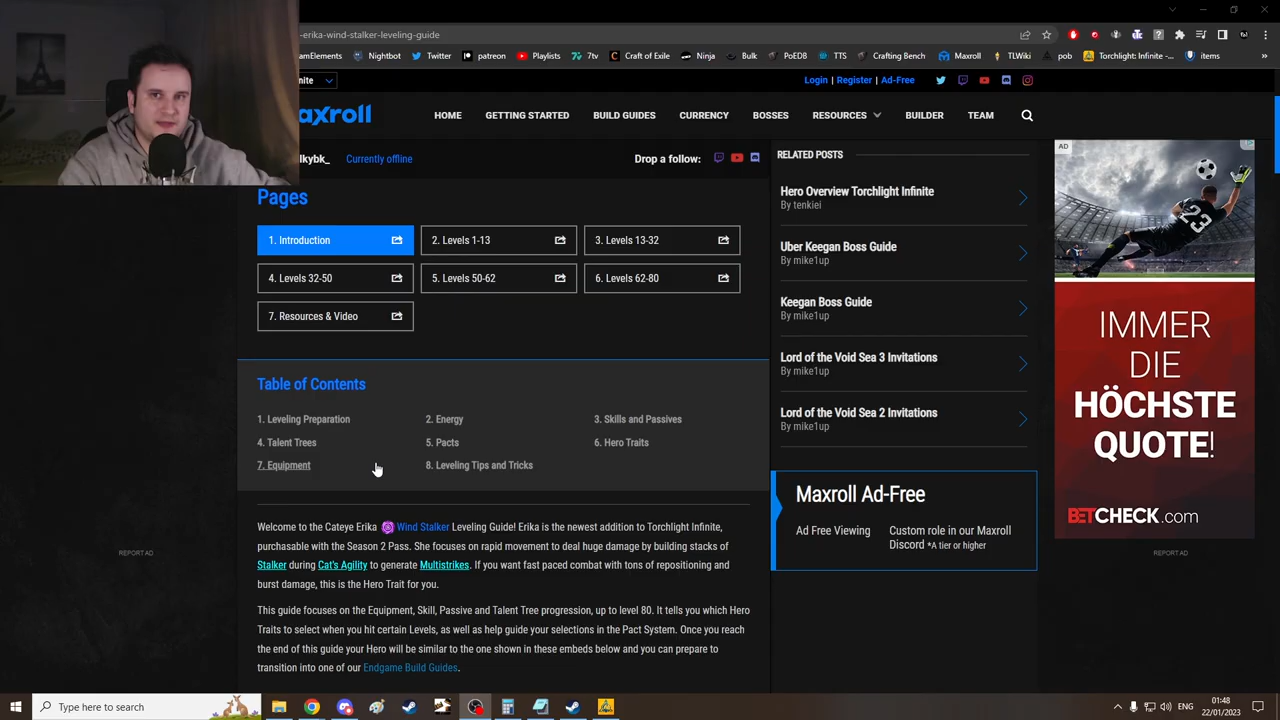 -erika-wind-stalker-leveling-guide
amElements Nightbot patreon Playlists 7tv Craft of Exile Ninja Bulk PoEDB TTS Crafting Bench Maxroll TLWiki pob Torchlight: Infinite -... items
nite Login | Register | Ad-Free
axroll HOME GETTING STARTED BUILD GUIDES CURRENCY BOSSES RESOURCES BUILDER TEAM
lkybk_ Currently offline Drop a follow:
Pages
1. Introduction 2. Levels 1-13 3. Levels 13-32
4. Levels 32-50 5. Levels 50-62 6. Levels 62-80
7. Resources & Video
Table of Contents
1. Leveling Preparation 2. Energy 3. Skills and Passives
4. Talent Trees 5. Pacts 6. Hero Traits
7. Equipment 8. Leveling Tips and Tricks
Welcome to the Cateye Erika Wind Stalker Leveling Guide! Erika is the newest addition to Torchlight Infinite,
purchasable with the Season 2 Pass. She focuses on rapid movement to deal huge damage by building stacks of
Stalker during Cat's Agility to generate Multistrikes. If you want fast paced combat with tons of repositioning and
burst damage, this is the Hero Trait for you.
This guide focuses on the Equipment, Skill, Passive and Talent Tree progression, up to level 80. It tells you which Hero
Traits to select when you hit certain Levels, as well as help guide your selections in the Pact System. Once you reach
the end of this guide your Hero will be similar to the one shown in these embeds below and you can prepare to
transition into one of our Endgame Build Guides.
RELATED POSTS
Hero Overview Torchlight Infinite
By tenkiei
Uber Keegan Boss Guide
By mike1up
Keegan Boss Guide
By mike1up
Lord of the Void Sea 3 Invitations
By mike1up
Lord of the Void Sea 2 Invitations
By mike1up
Maxroll Ad-Free
Ad Free Viewing Custom role in our Maxroll
Discord *A tier or higher
AD
23
IMMER
DIE
HÖCHSTE
QUOTE!
BETCHECK.com
REPORT AD
REPORT AD
Type here to search
01:48
22/01/2023